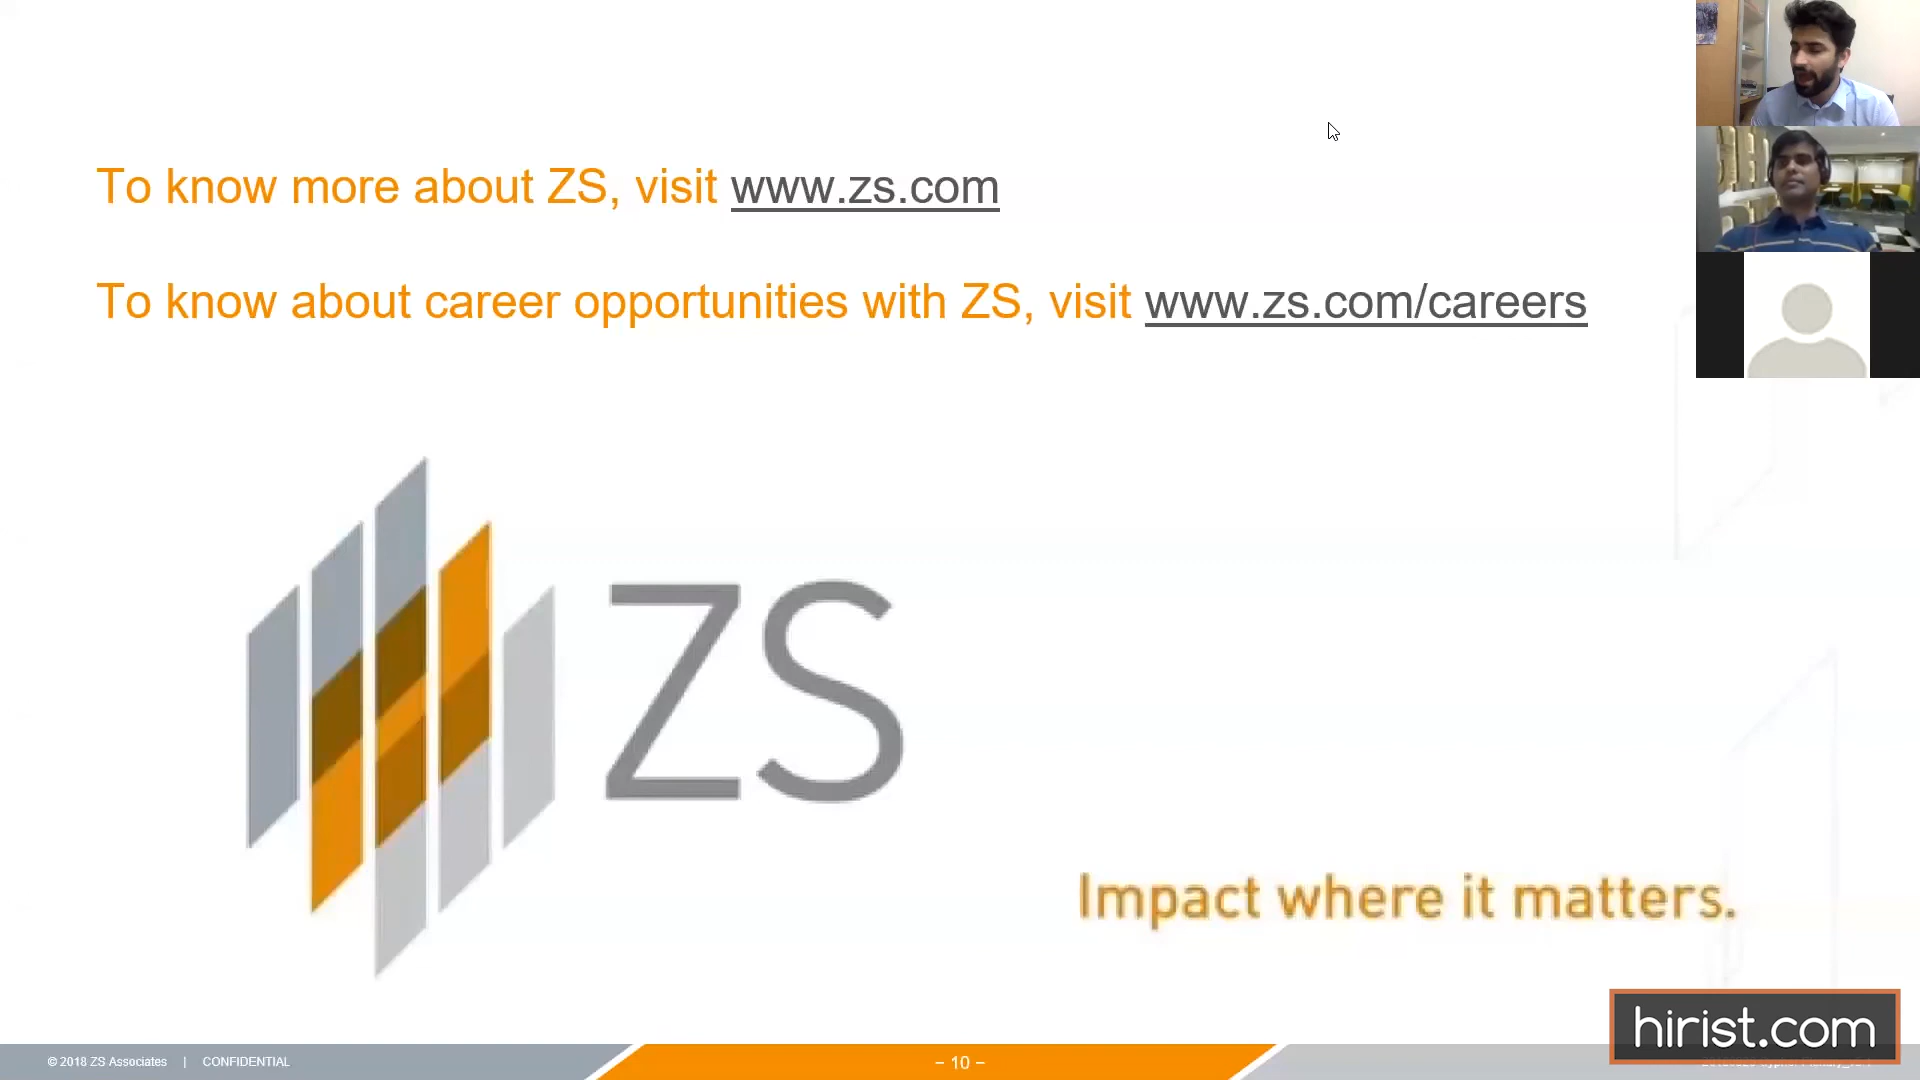 To know more about ZS, visit www.zs.com
To know about career opportunities with ZS, visit www.zs.com/careers
ZS
Impact where it matters.
hirist.com
© 2018 ZS Associates | CONFIDENTIAL
– 10 –